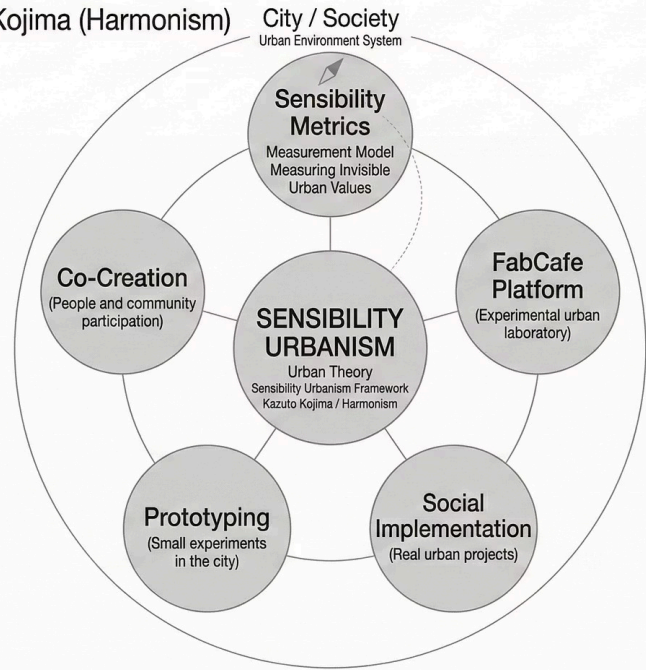 Kojima (Harmonism)
City / Society
Urban Environment System
Sensibility
Metrics
Measurement Model
Measuring Invisible
Urban Values
Co-Creation
(People and community
participation)
FabCafe
Platform
(Experimental urban
laboratory)
SENSIBILITY
URBANISM
Urban Theory
Sensibility Urbanism Framework
Kazuto Kojima / Harmonism
Prototyping
(Small experiments
in the city)
Social
Implementation
(Real urban projects)